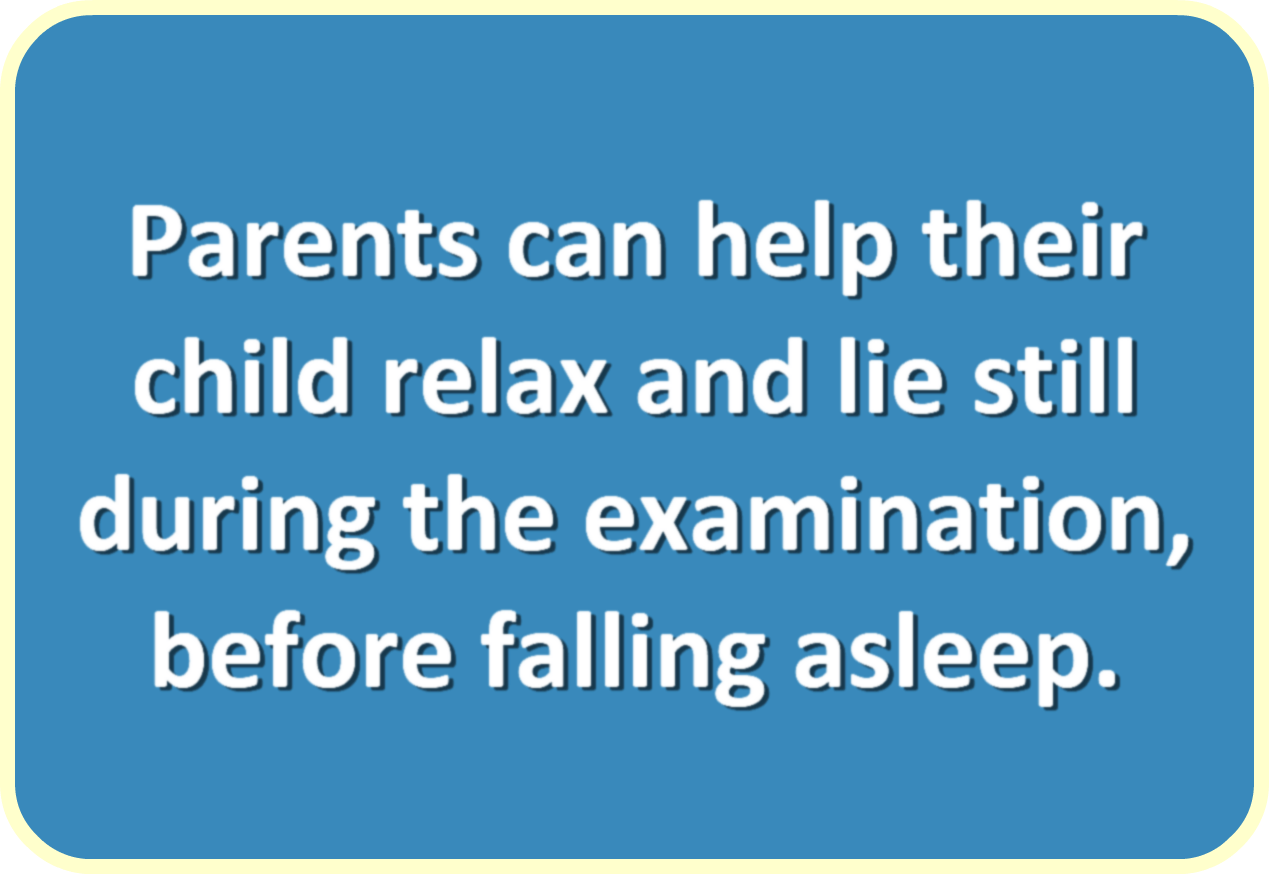 Parents can help their
child relax and lie still
during the examination,
before falling asleep.